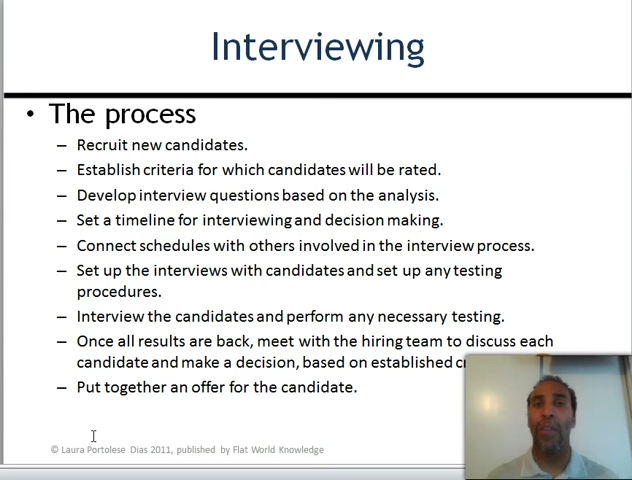 Interviewing
• The process
– Recruit new candidates.
– Establish criteria for which candidates will be rated.
– Develop interview questions based on the analysis.
– Set a timeline for interviewing and decision making.
– Connect schedules with others involved in the interview process.
– Set up the interviews with candidates and set up any testing
procedures.
– Interview the candidates and perform any necessary testing.
– Once all results are back, meet with the hiring team to discuss each
candidate and make a decision, based on established
– Put together an offer for the candidate.
© Laura Portolese Dias 2011, published by Flat World Knowledge